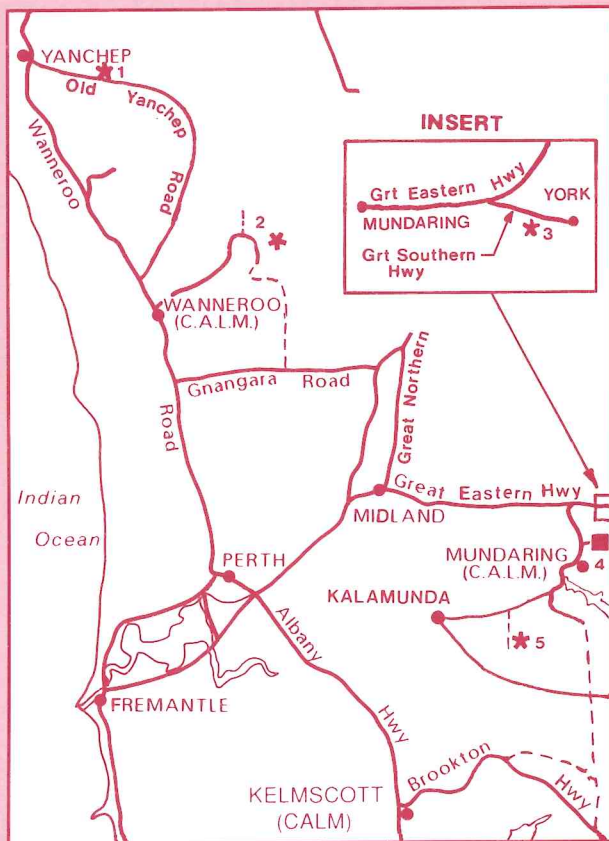 YANCHEP
1
Old Yanchep Road
Wanneroo
INSERT
Grt Eastern Hwy
MUNDARING
YORK
3
Grt Southern
Hwy
2
WANNEROO
(C.A.L.M.)
Gnangara Road
Great Northern
Road
Great Eastern Hwy
Indian
Ocean
MIDLAND
MUNDARING
(C.A.L.M.)
4
PERTH
KALAMUNDA
5
Albany
Hwy
FREMANTLE
Brookton
Hwy
KELMSCOTT
(CALM)